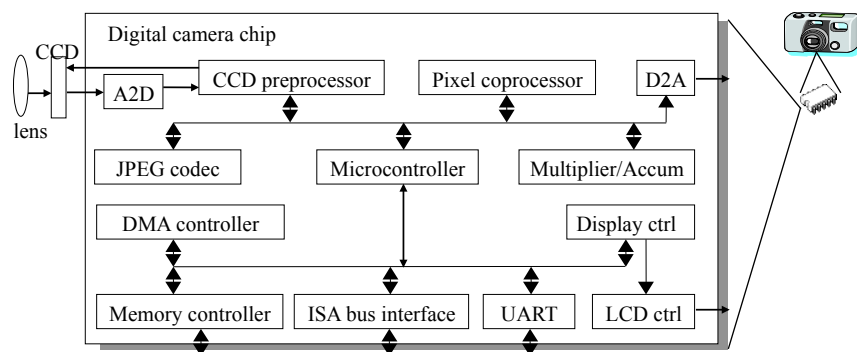 Digital camera chip
CCD
CCD preprocessor
Pixel coprocessor
D2A
A2D
lens
JPEG codec
Microcontroller
Multiplier/Accum
DMA controller
Display ctrl
Memory controller
ISA bus interface
UART
LCD ctrl